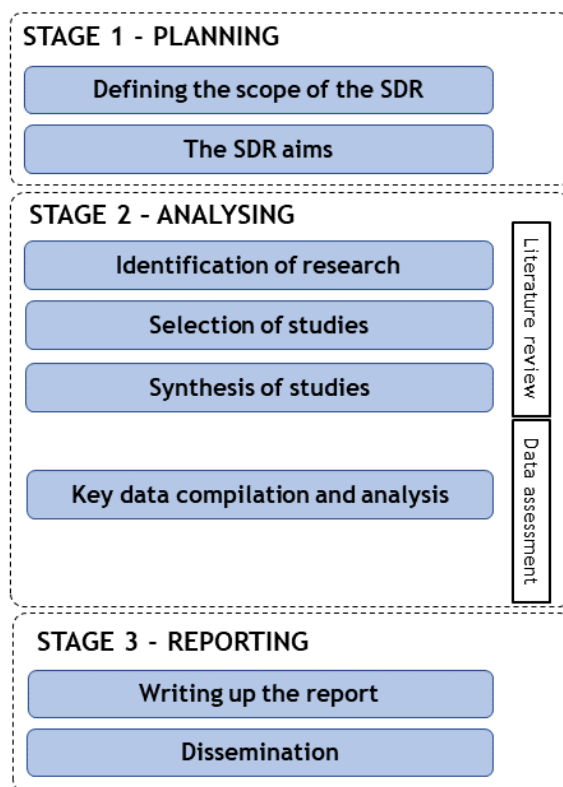 STAGE 1 - PLANNING
Defining the scope of the SDR
The SDR aims
STAGE 2 – ANALYSING
Identification of research
Selection of studies
Synthesis of studies
Literature review
Key data compilation and analysis
Data assessment
STAGE 3 - REPORTING
Writing up the report
Dissemination